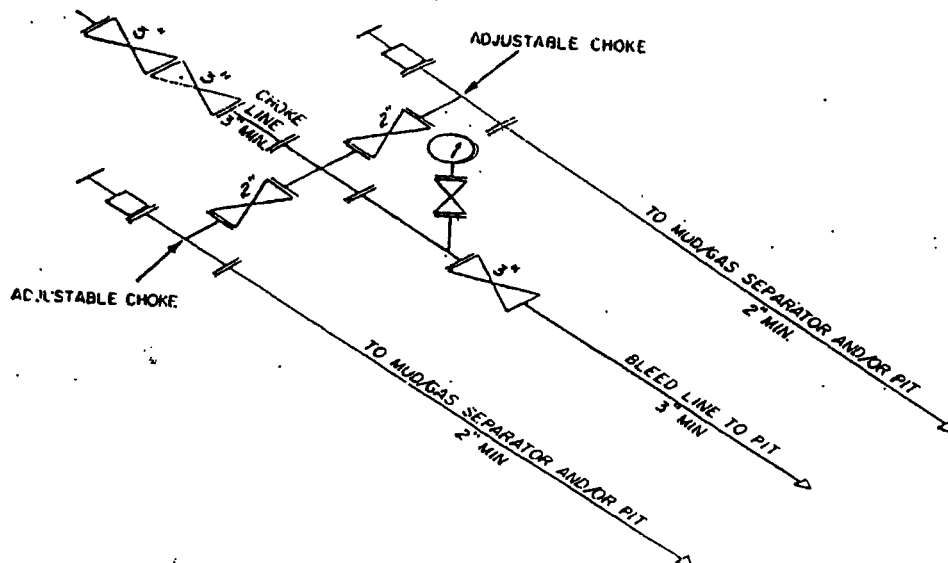 3"
3"
CHOKE
LINE
3" MIN.
ADJUSTABLE CHOKE
2"
2"
ADJUSTABLE CHOKE
3"
TO MUD/GAS SEPARATOR AND/OR PIT
2" MIN.
BLEED LINE TO PIT
3" MIN
TO MUD/GAS SEPARATOR AND/OR PIT
2" MIN